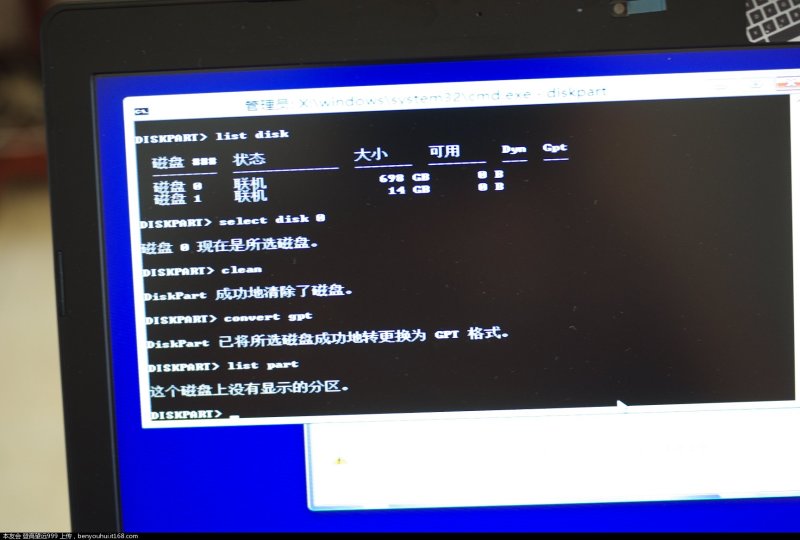 管理员: X:\windows\system32\cmd.exe - diskpart
DISKPART> list disk
磁盘 ### 状态 大小 可用 Dyn Gpt
磁盘 0 联机 698 GB 0 B
磁盘 1 联机 14 GB 0 B
DISKPART> select disk 0
磁盘 0 现在是所选磁盘。
DISKPART> clean
DiskPart 成功地清除了磁盘。
DISKPART> convert gpt
DiskPart 已将所选磁盘成功地转更换为 GPT 格式。
DISKPART> list part
这个磁盘上没有显示的分区。
DISKPART> _
本友会 登高望远999 上传，benyouhui.it168.com